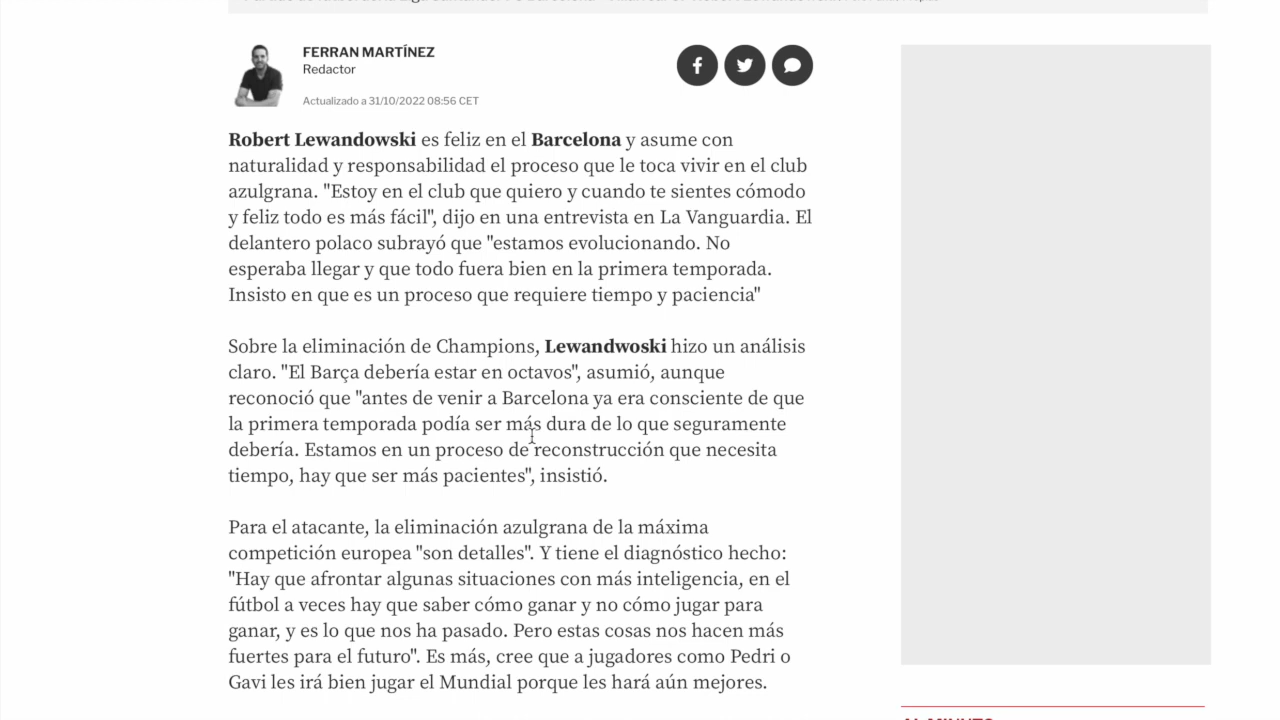 FERRAN MARTÍNEZ
Redactor
Actualizado a 31/10/2022 08:56 CET
Robert Lewandowski es feliz en el Barcelona y asume con
naturalidad y responsabilidad el proceso que le toca vivir en el club
azulgrana. "Estoy en el club que quiero y cuando te sientes cómodo
y feliz todo es más fácil", dijo en una entrevista en La Vanguardia. El
delantero polaco subrayó que "estamos evolucionando. No
esperaba llegar y que todo fuera bien en la primera temporada.
Insisto en que es un proceso que requiere tiempo y paciencia"
Sobre la eliminación de Champions, Lewandwoski hizo un análisis
claro. "El Barça debería estar en octavos", asumió, aunque
reconoció que "antes de venir a Barcelona ya era consciente de que
la primera temporada podía ser más dura de lo que seguramente
debería. Estamos en un proceso de reconstrucción que necesita
tiempo, hay que ser más pacientes", insistió.
Para el atacante, la eliminación azulgrana de la máxima
competición europea "son detalles". Y tiene el diagnóstico hecho:
"Hay que afrontar algunas situaciones con más inteligencia, en el
fútbol a veces hay que saber cómo ganar y no cómo jugar para
ganar, y es lo que nos ha pasado. Pero estas cosas nos hacen más
fuertes para el futuro". Es más, cree que a jugadores como Pedri o
Gavi les irá bien jugar el Mundial porque les hará aún mejores.